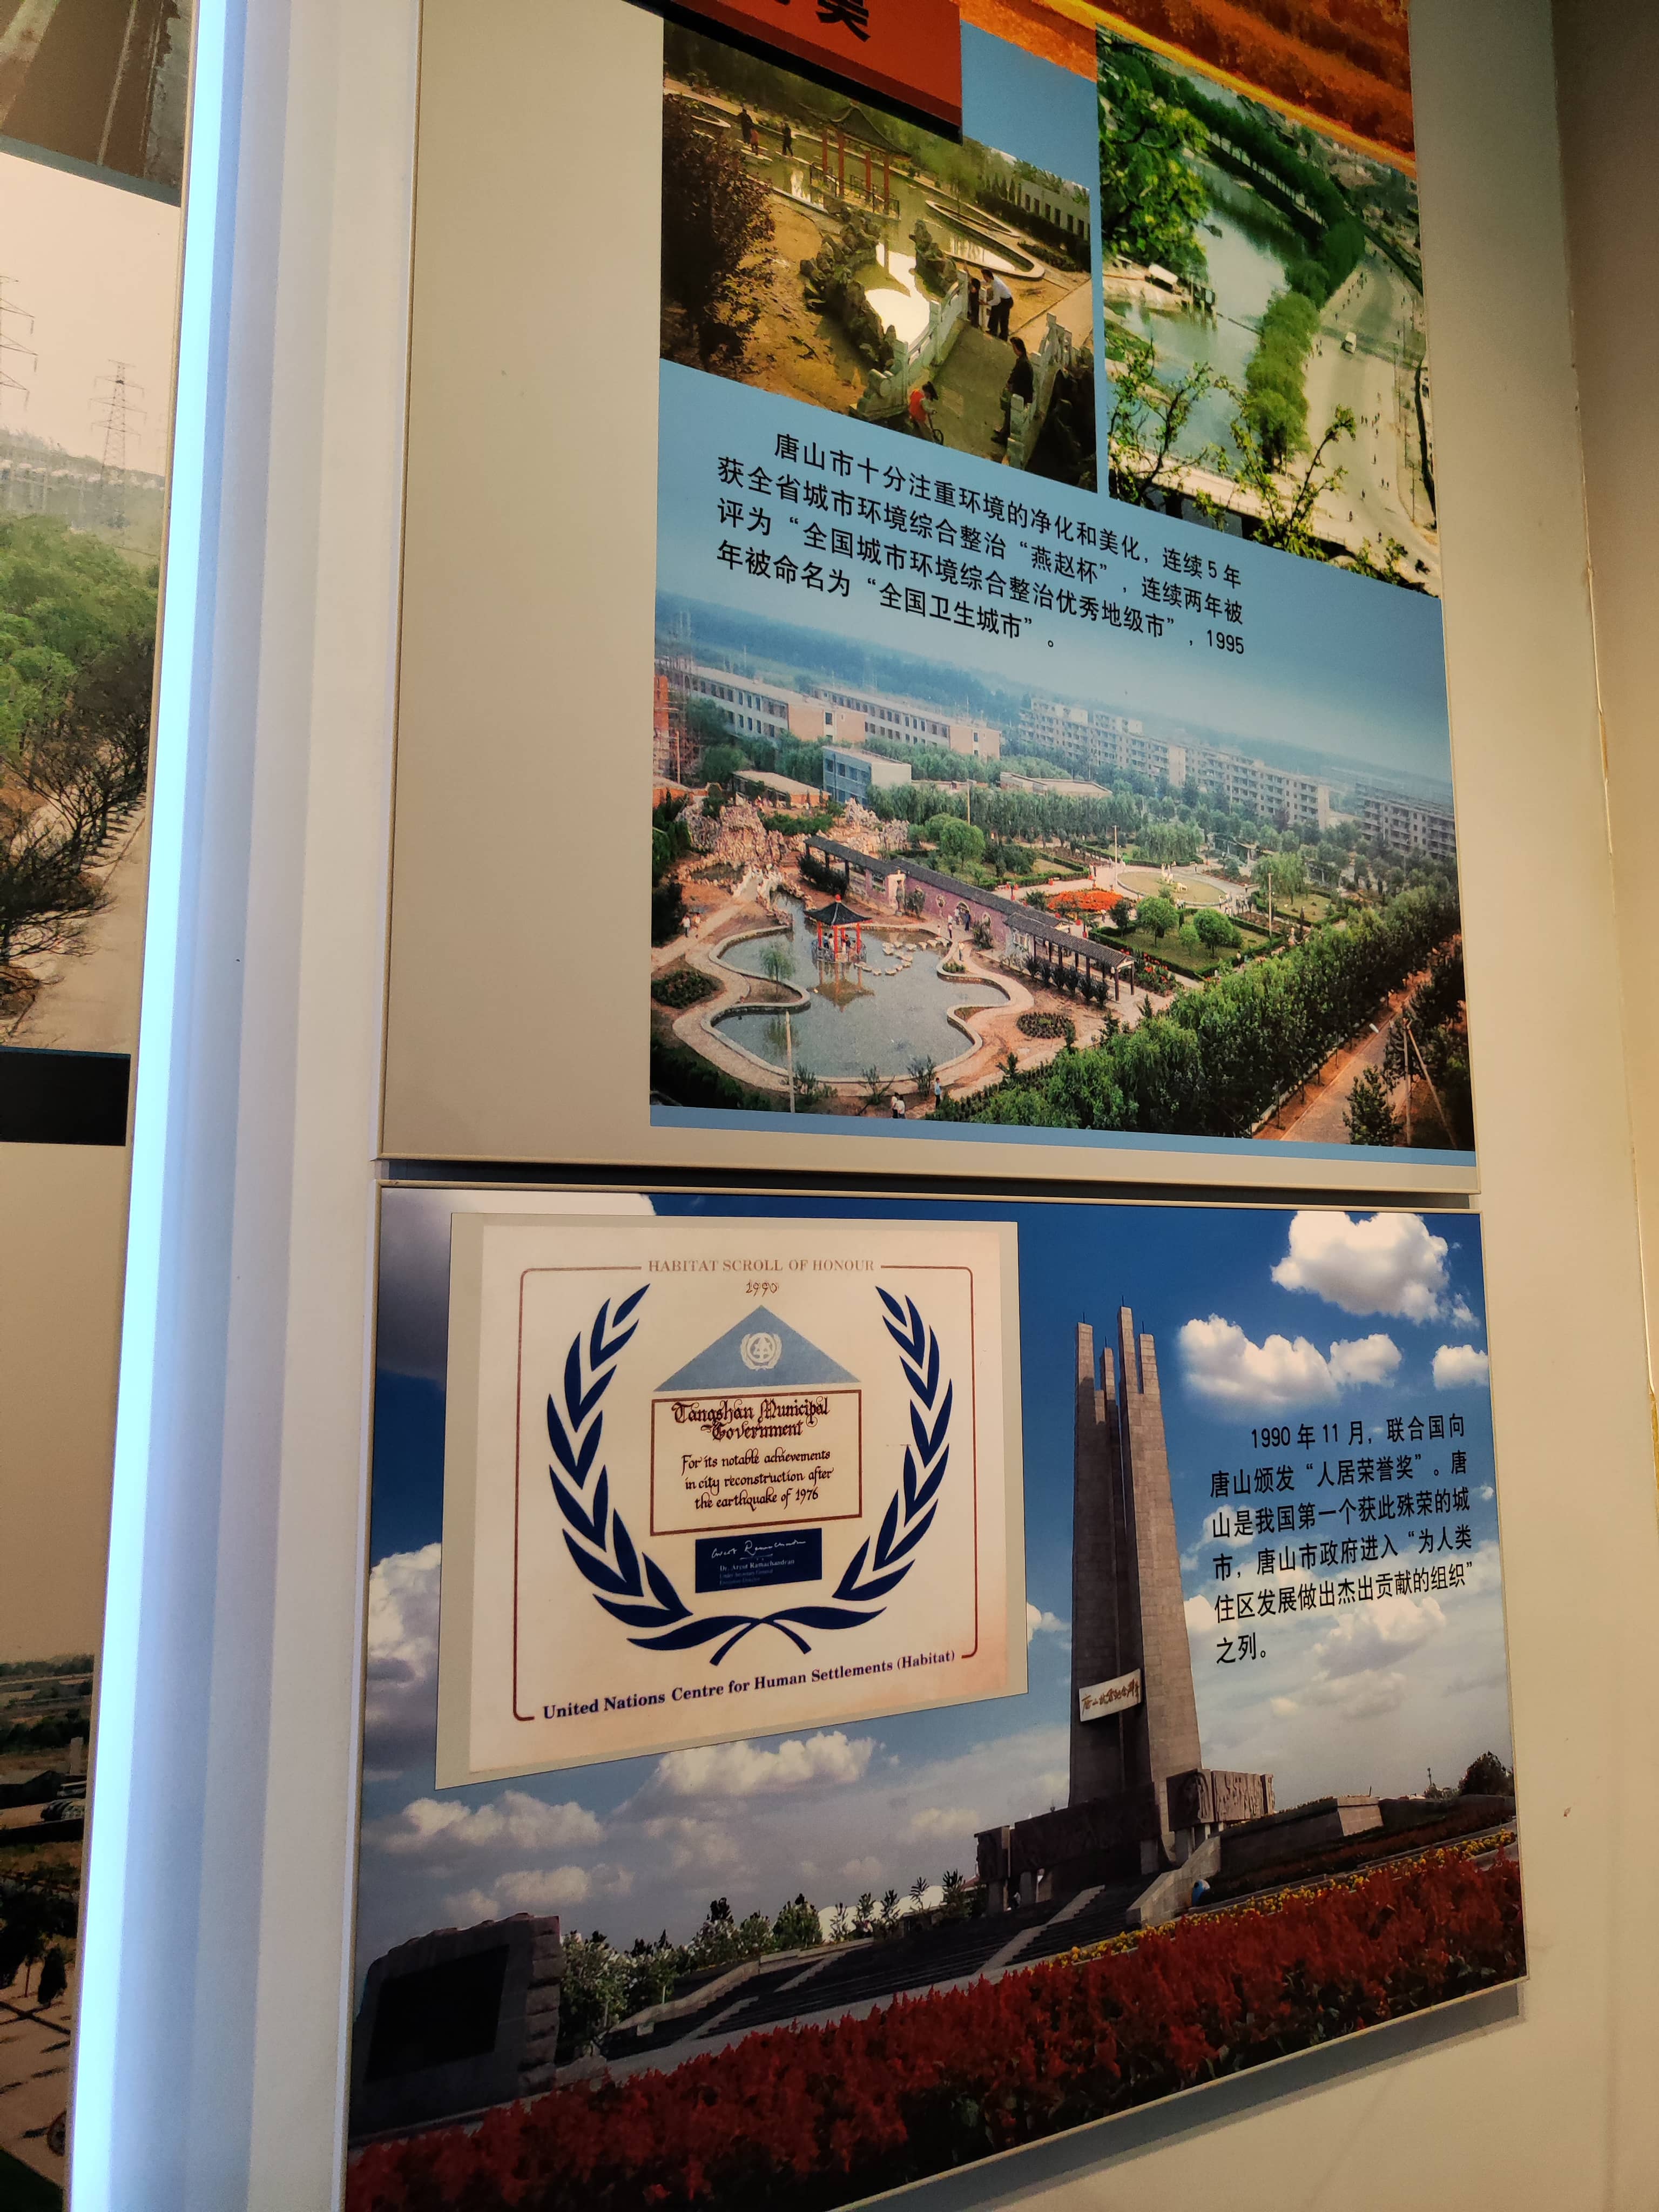 唐山市十分注重环境的净化和美化，连续5年
获全省城市环境综合整治“燕赵杯”，连续两年被
评为“全国城市环境综合整治优秀地级市”，1995
年被命名为“全国卫生城市”。
HABITAT SCROLL OF HONOUR
1990
Tangshan Municipal
Government
For its notable achievements
in city reconstruction after
the earthquake of 1976
Dr. Arcot Ramachandran
Under Secretary General
Executive Director
United Nations Centre for Human Settlements (Habitat)
1990年11月，联合国向
唐山颁发“人居荣誉奖”。唐
山是我国第一个获此殊荣的城
市，唐山市政府进入“为人类
住区发展做出杰出贡献的组织”
之列。